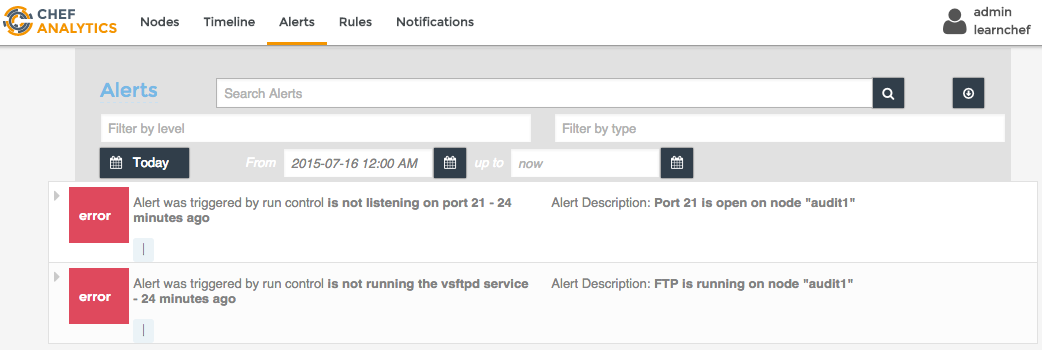 CHEF
ANALYTICS
Nodes Timeline Alerts Rules Notifications
admin
learnchef
Alerts
Search Alerts
Filter by level
Filter by type
Today From 2015-07-16 12:00 AM up to now
error
Alert was triggered by run control is not listening on port 21 - 24
minutes ago
Alert Description: Port 21 is open on node "audit1"
|
error
Alert was triggered by run control is not running the vsftpd service
- 24 minutes ago
Alert Description: FTP is running on node "audit1"
|